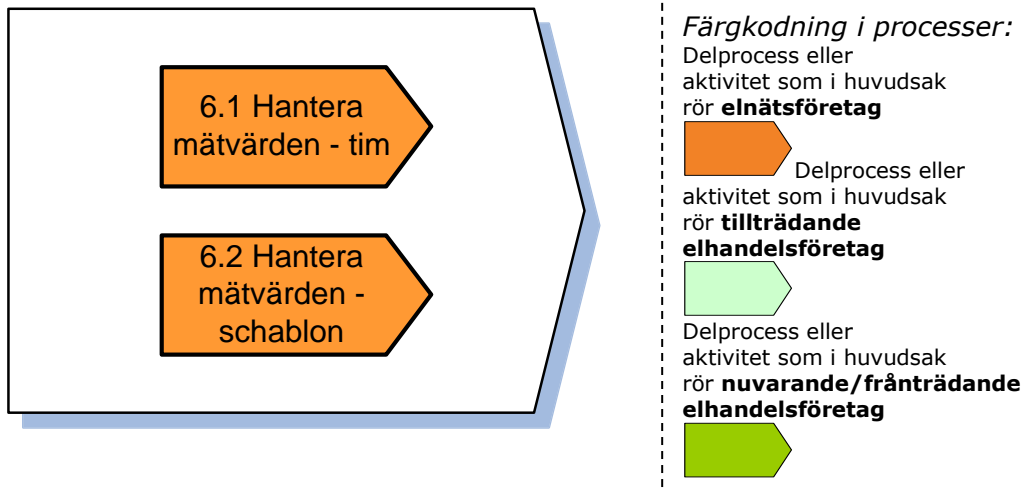 6.1 Hantera
mätvärden - tim
6.2 Hantera
mätvärden -
schablon
Färgkodning i processer:
Delprocess eller
aktivitet som i huvudsak
rör elnätsföretag
Delprocess eller
aktivitet som i huvudsak
rör tillträdande
elhandelsföretag
Delprocess eller
aktivitet som i huvudsak
rör nuvarande/frånträdande
elhandelsföretag